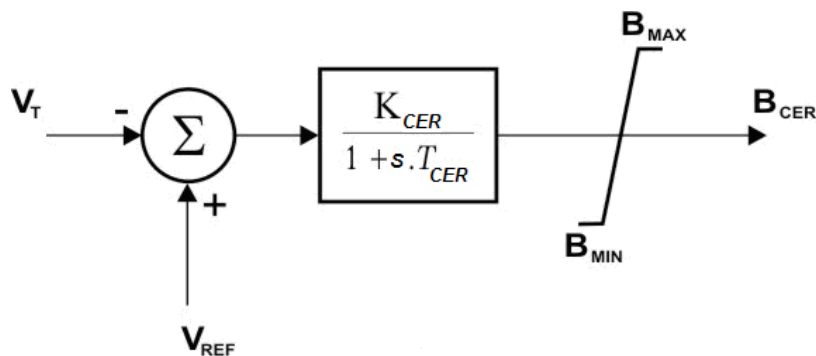 B_MAX
V_T
-
Σ
K_CER
1 + s . T_CER
B_CER
+
B_MIN
V_REF